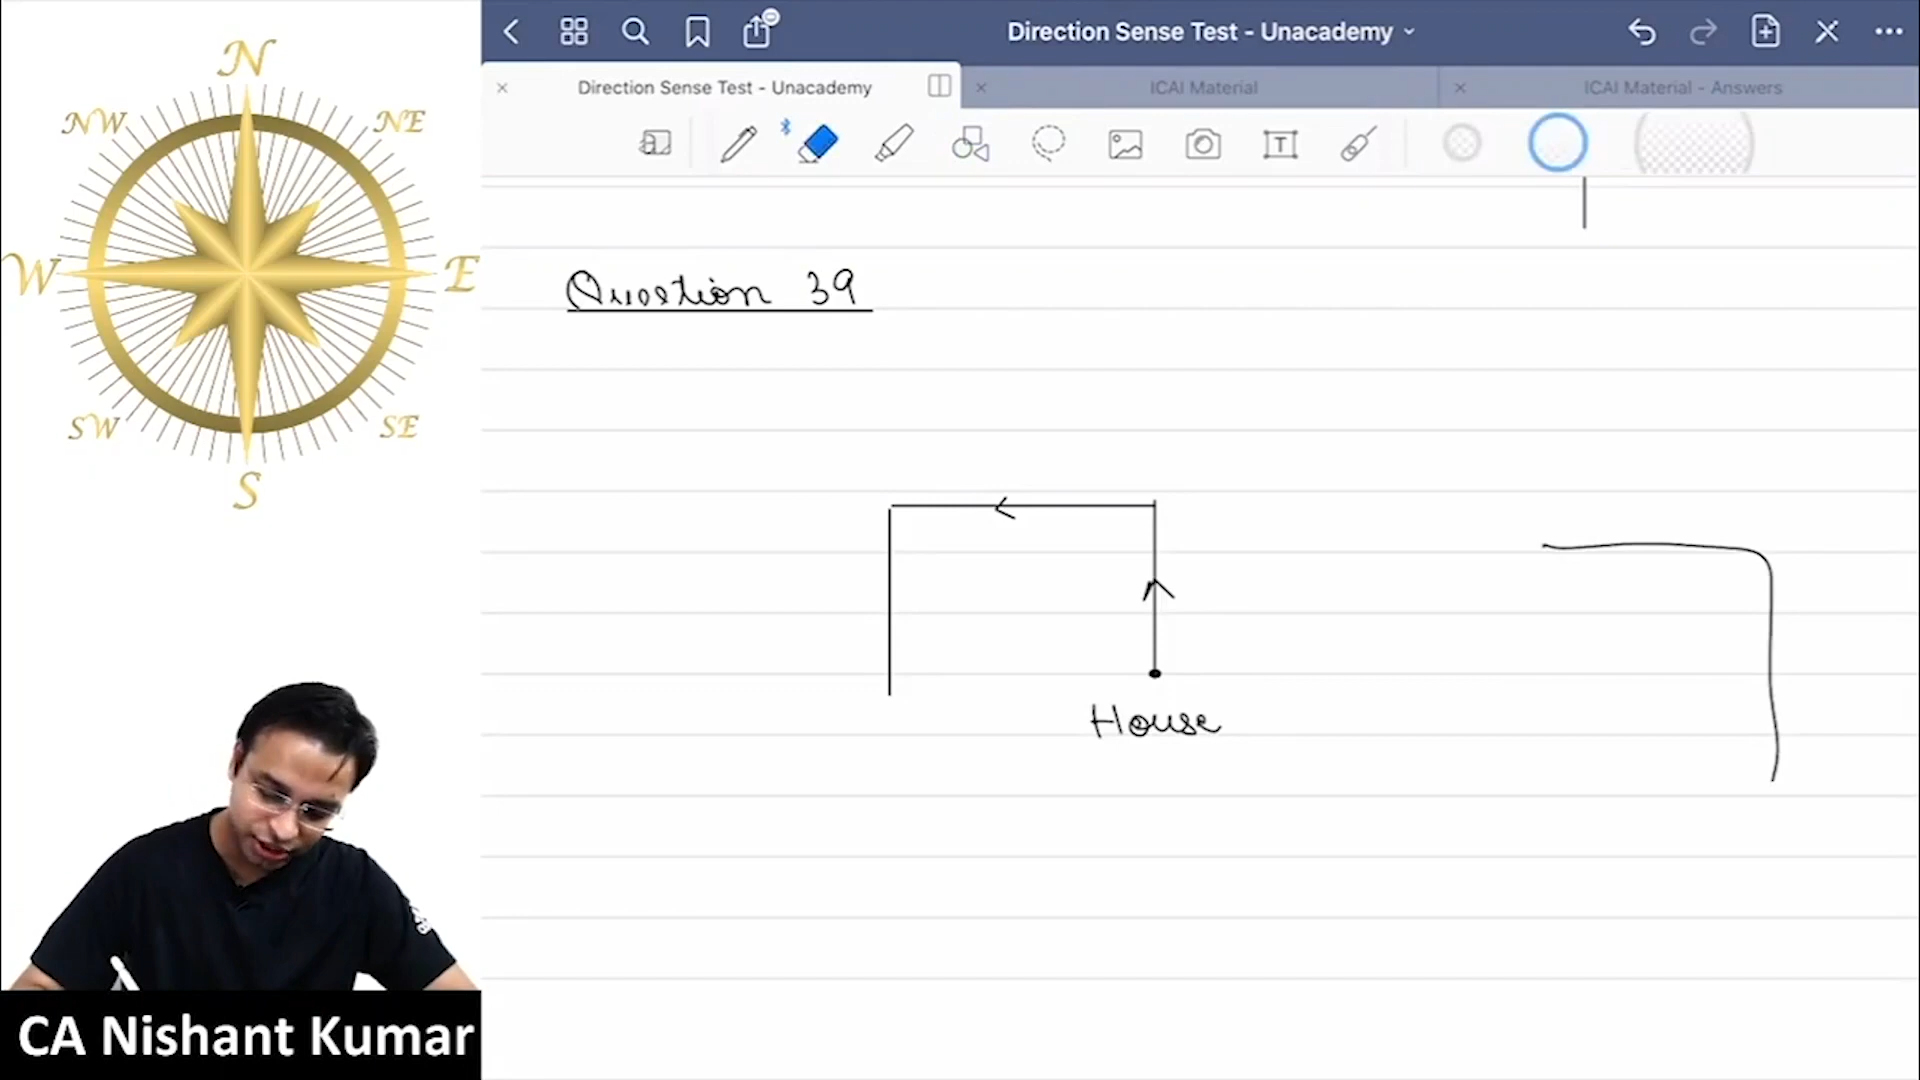 N
NW NE
W E
SW SE
S
Direction Sense Test - Unacademy
Direction Sense Test - Unacademy
ICAI Material
ICAI Material - Answers
T
Question 39
House
CA Nishant Kumar